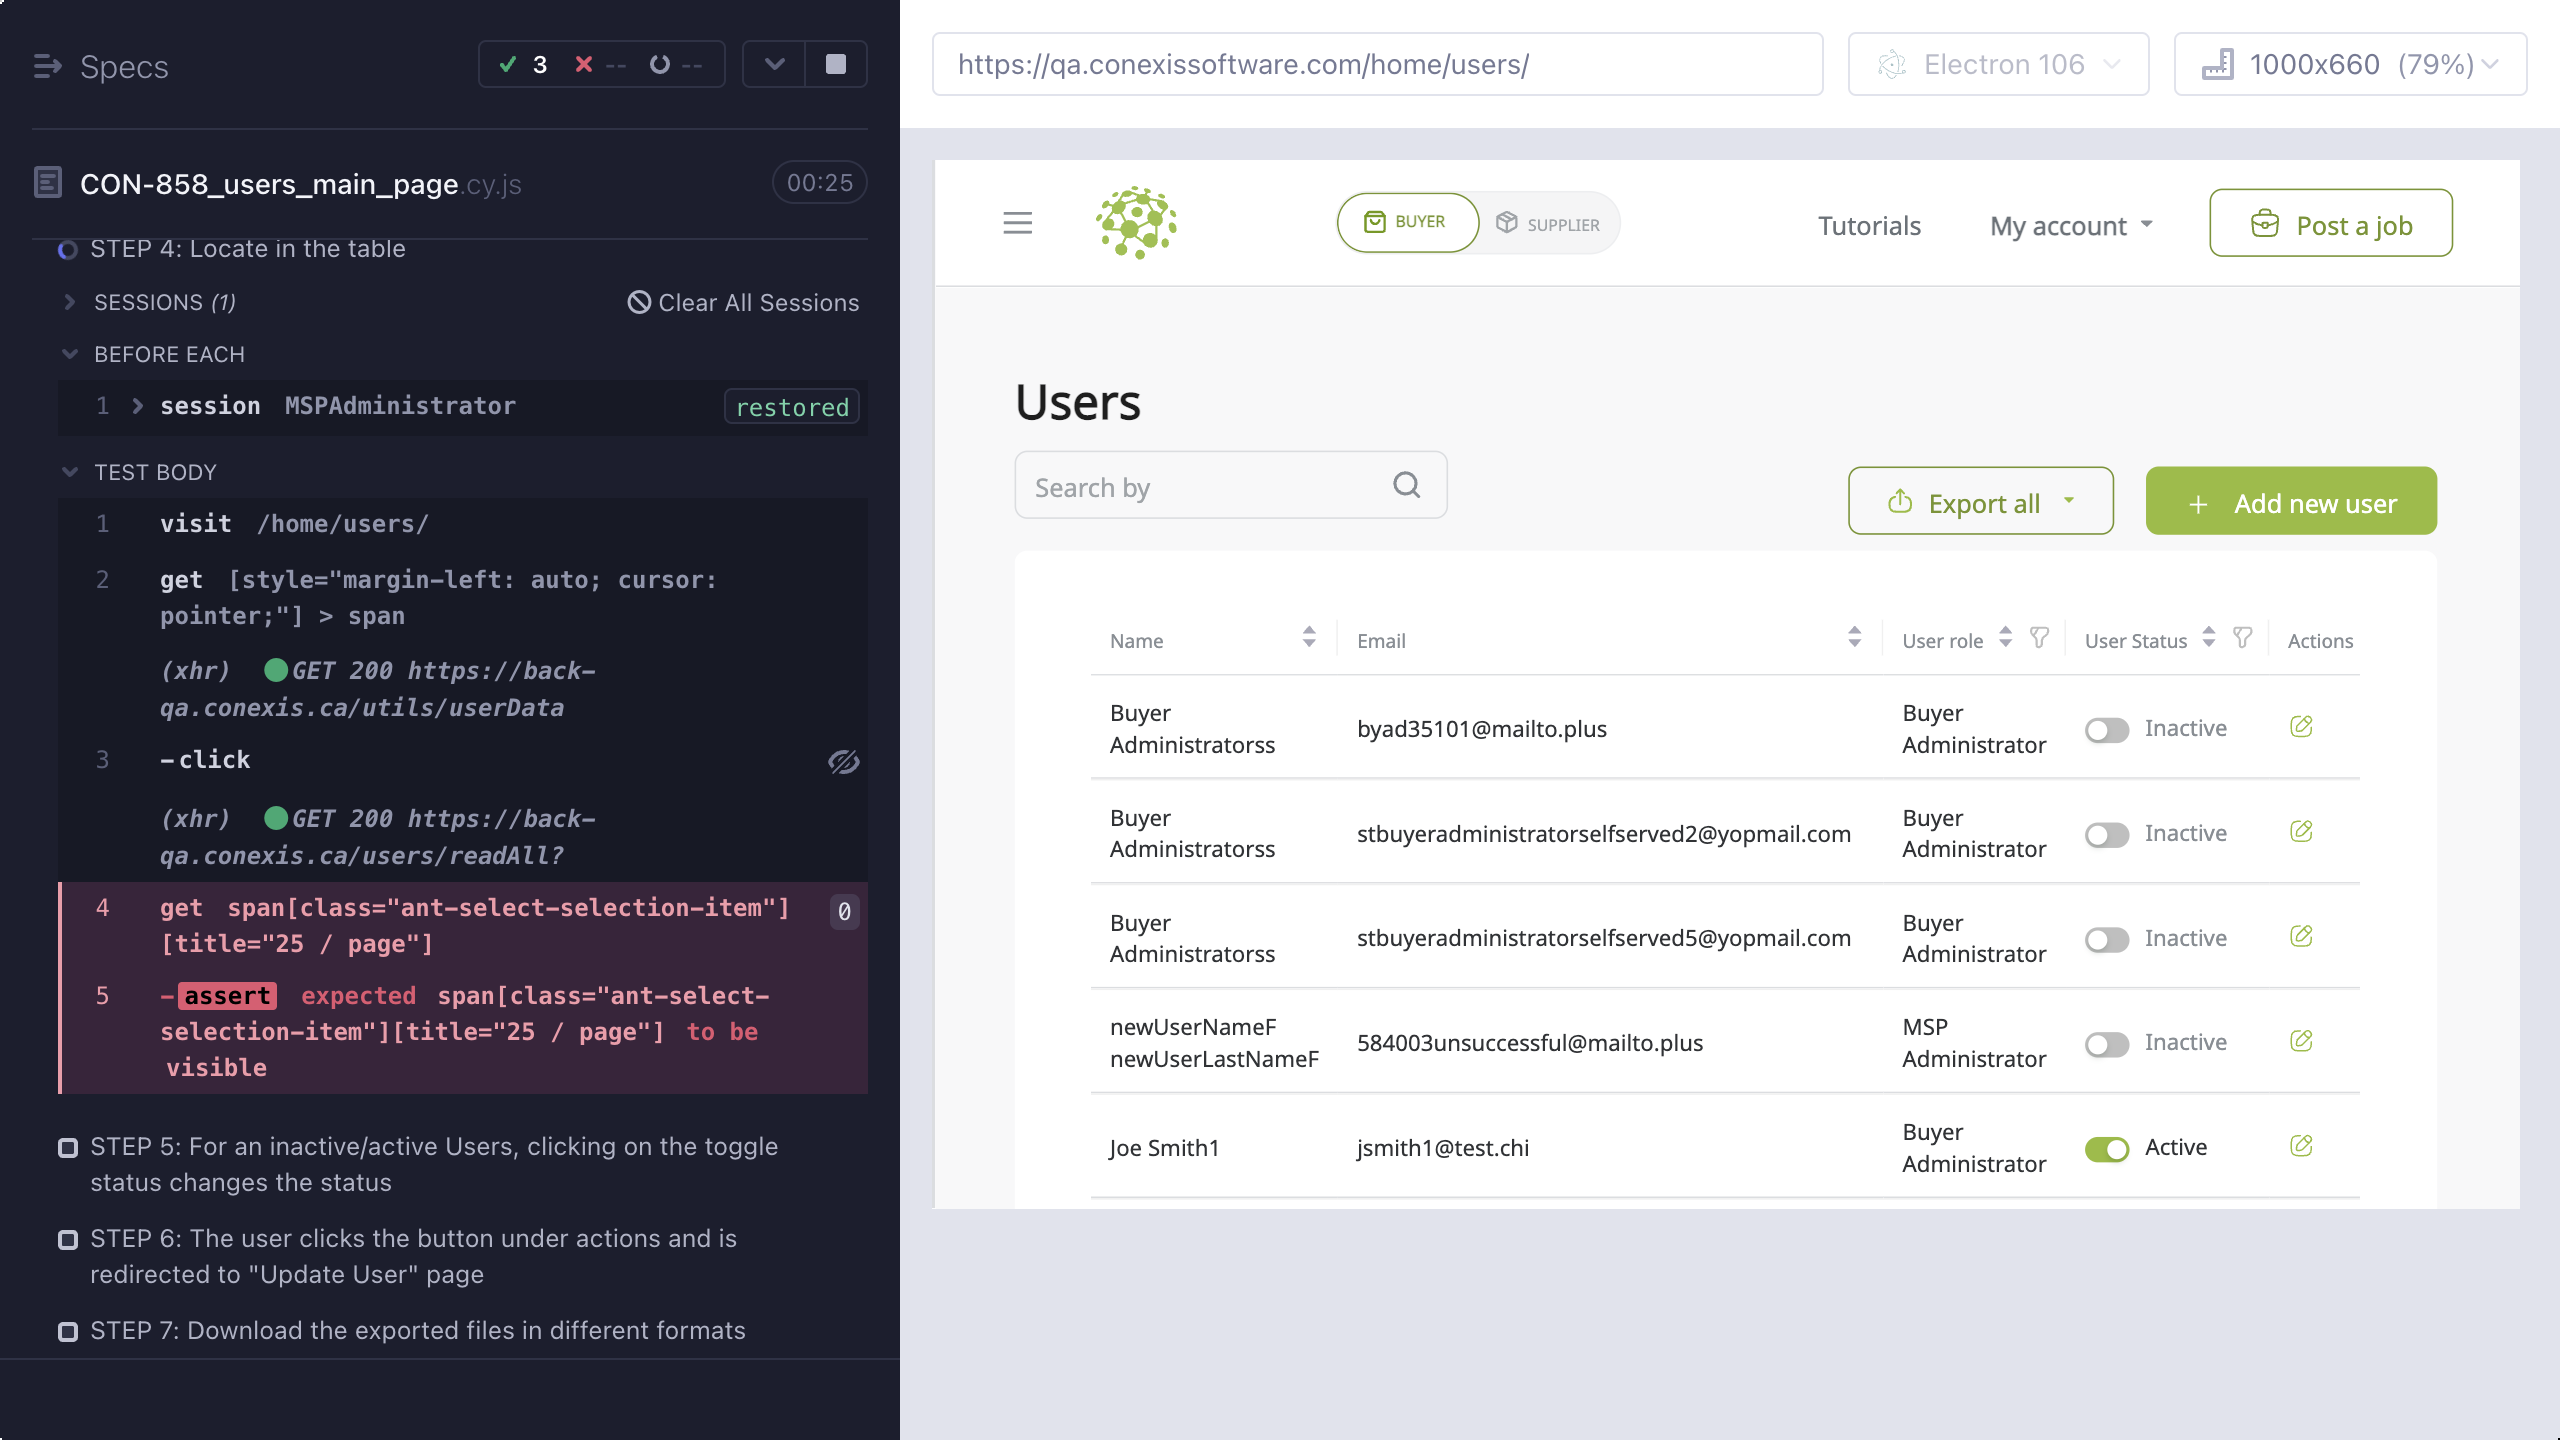 Specs
3 -- --
CON-858_users_main_page.cy.js 00:25
STEP 4: Locate in the table
SESSIONS (1) Clear All Sessions
BEFORE EACH
1 session MSPAdministrator restored
TEST BODY
1 visit /home/users/
2 get [style="margin-left: auto; cursor:
pointer;"] > span
(xhr) GET 200 https://back-
qa.conexis.ca/utils/userData
3 -click
(xhr) GET 200 https://back-
qa.conexis.ca/users/readAll?
4 get span[class="ant-select-selection-item"] 0
[title="25 / page"]
5 -assert expected span[class="ant-select-
selection-item"][title="25 / page"] to be
visible
STEP 5: For an inactive/active Users, clicking on the toggle
status changes the status
STEP 6: The user clicks the button under actions and is
redirected to "Update User" page
STEP 7: Download the exported files in different formats
https://qa.conexissoftware.com/home/users/ Electron 106 1000x660 (79%)
BUYER SUPPLIER Tutorials My account Post a job
Users
Search by Export all + Add new user
Name Email User role User Status Actions
Buyer
Administratorss byad35101@mailto.plus Buyer
Administrator Inactive
Buyer
Administratorss stbuyeradministratorselfserved2@yopmail.com Buyer
Administrator Inactive
Buyer
Administratorss stbuyeradministratorselfserved5@yopmail.com Buyer
Administrator Inactive
newUserNameF
newUserLastNameF 584003unsuccessful@mailto.plus MSP
Administrator Inactive
Joe Smith1 jsmith1@test.chi Buyer
Administrator Active